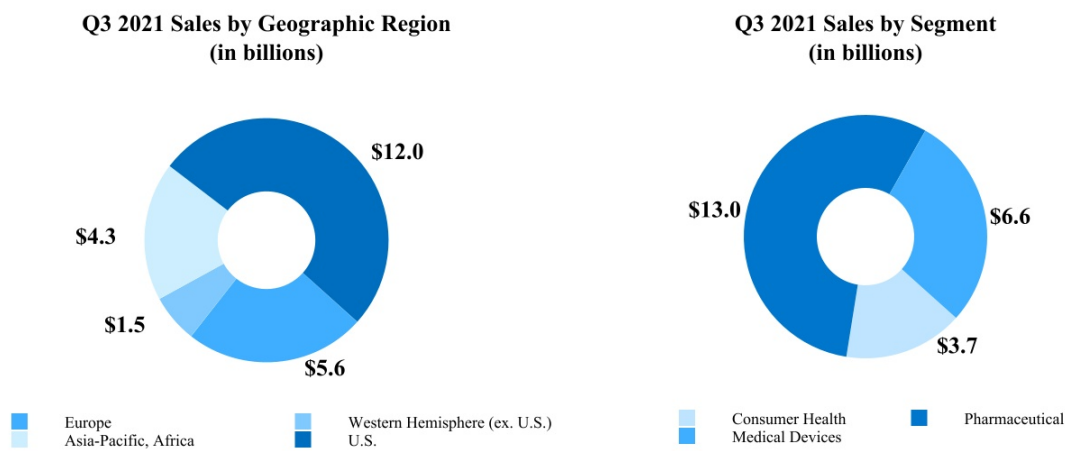 Q3 2021 Sales by Geographic Region
(in billions)
$12.0
$4.3
$1.5
$5.6
Europe
Western Hemisphere (ex. U.S.)
Asia-Pacific, Africa
U.S.
Q3 2021 Sales by Segment
(in billions)
$13.0
$6.6
$3.7
Consumer Health
Pharmaceutical
Medical Devices